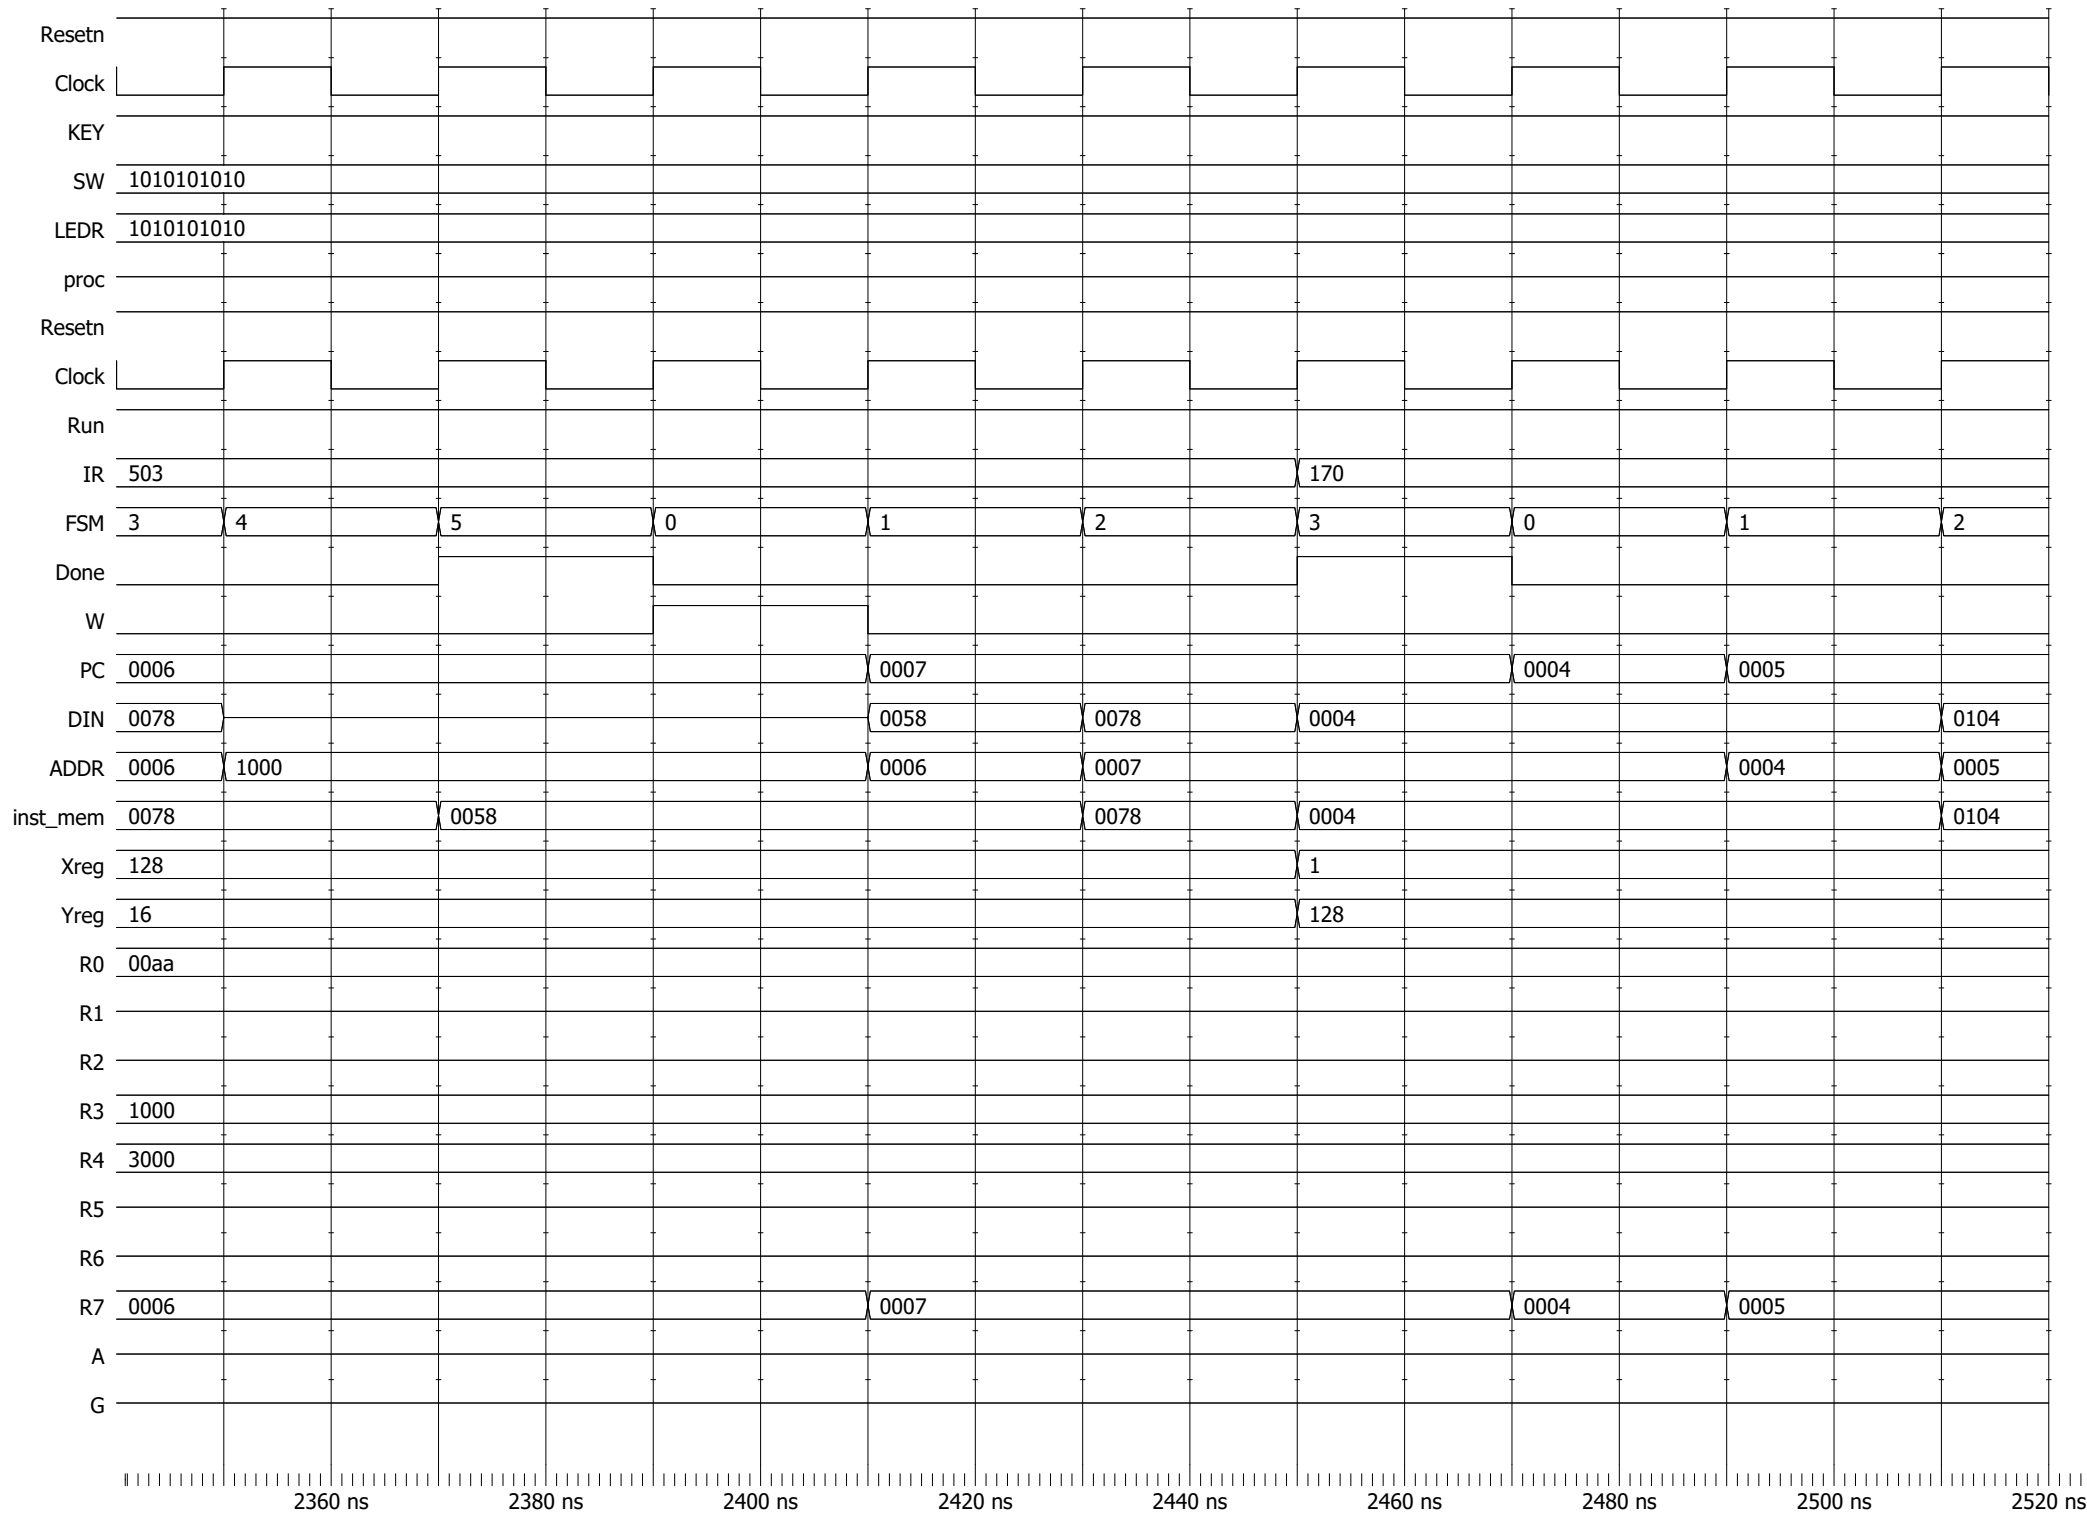 Resetn
Clock
KEY
SW 1010101010
LEDR 1010101010
proc
Resetn
Clock
Run
IR 503 170
FSM 3 4 5 0 1 2 3 0 1 2
Done
W
PC 0006 0007 0004 0005
DIN 0078 0058 0078 0004 0104
ADDR 0006 1000 0006 0007 0004 0005
inst_mem 0078 0058 0078 0004 0104
Xreg 128 1
Yreg 16 128
R0 00aa
R1
R2
R3 1000
R4 3000
R5
R6
R7 0006 0007 0004 0005
A
G
2360 ns 2380 ns 2400 ns 2420 ns 2440 ns 2460 ns 2480 ns 2500 ns 2520 ns